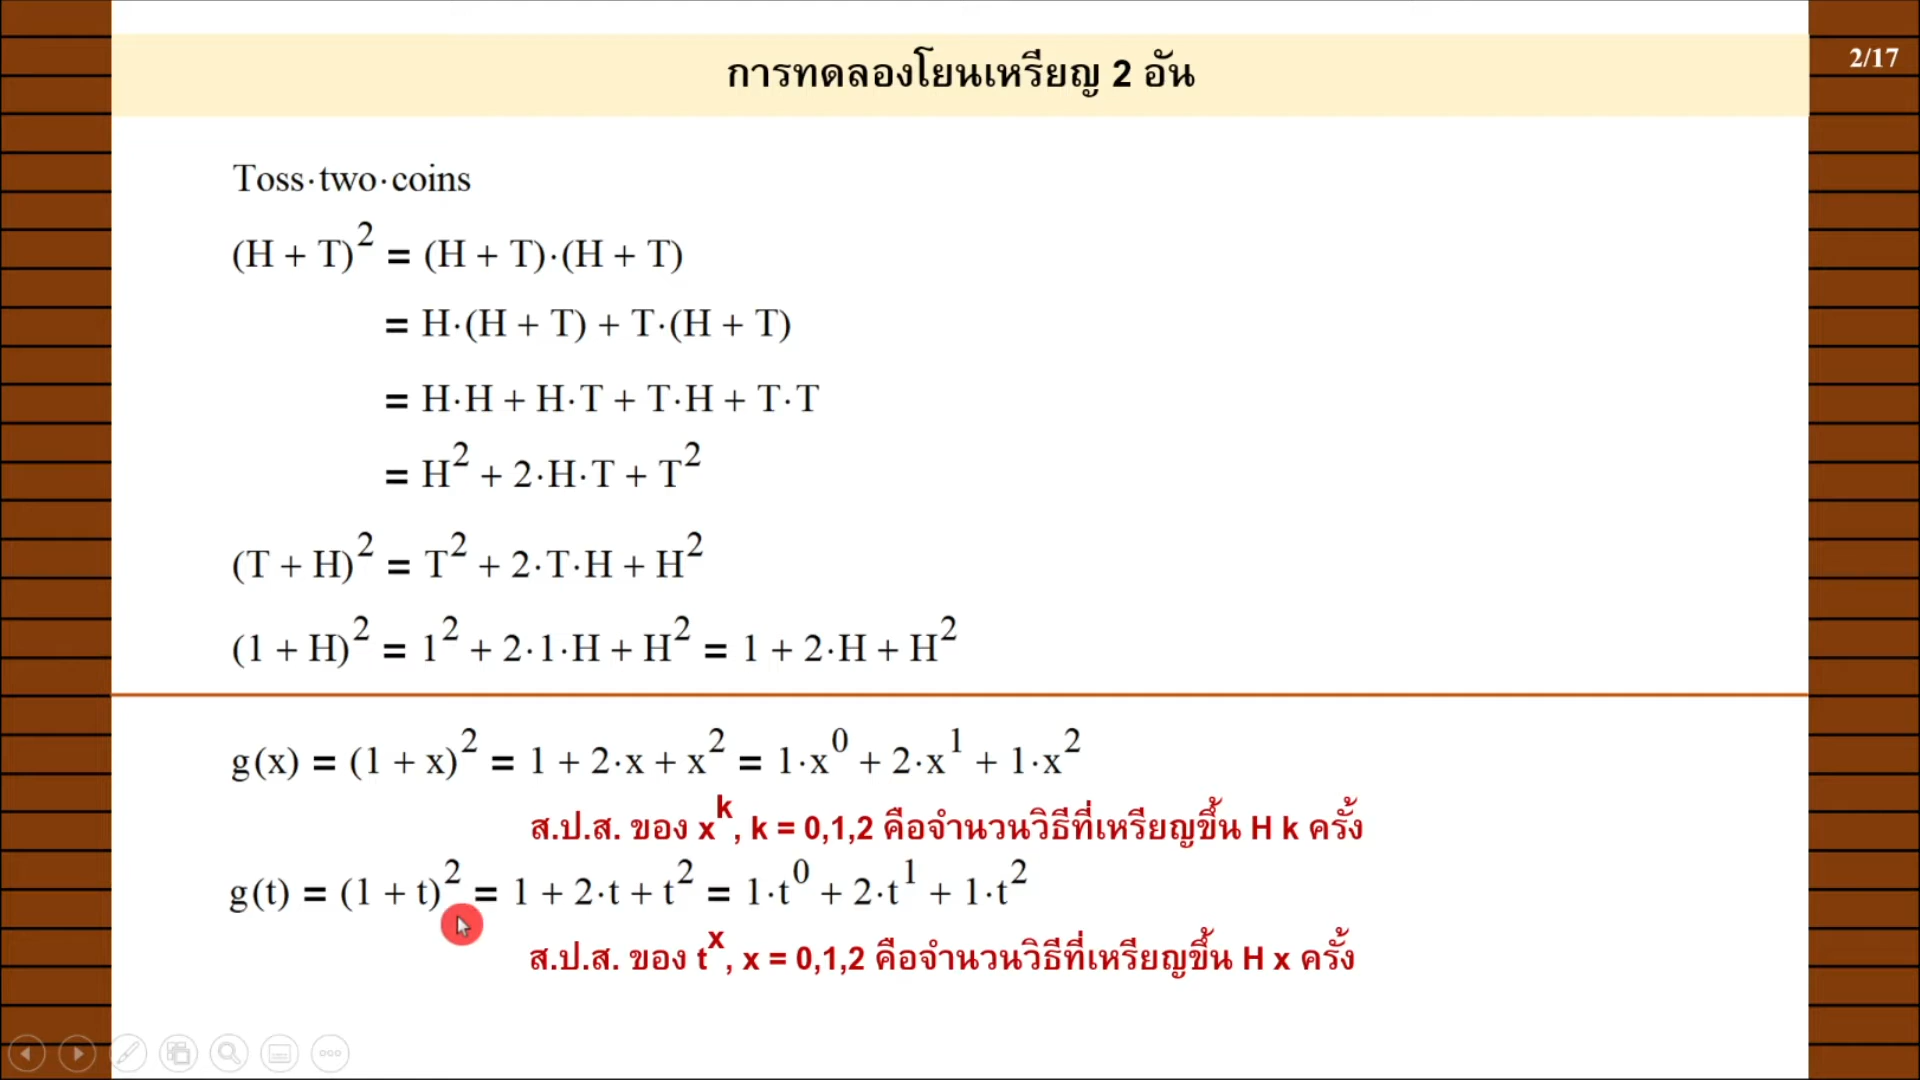 การทดลองโยนเหรียญ 2 อัน
2/17
Toss·two·coins
(H + T)² = (H + T)·(H + T)
= H·(H + T) + T·(H + T)
= H·H + H·T + T·H + T·T
= H² + 2·H·T + T²
(T + H)² = T² + 2·T·H + H²
(1 + H)² = 1² + 2·1·H + H² = 1 + 2·H + H²
g(x) = (1 + x)² = 1 + 2·x + x² = 1·x⁰ + 2·x¹ + 1·x²
ส.ป.ส. ของ xᵏ, k = 0,1,2 คือจำนวนวิธีที่เหรียญขึ้น H k ครั้ง
g(t) = (1 + t)² = 1 + 2·t + t² = 1·t⁰ + 2·t¹ + 1·t²
ส.ป.ส. ของ tˣ, x = 0,1,2 คือจำนวนวิธีที่เหรียญขึ้น H x ครั้ง